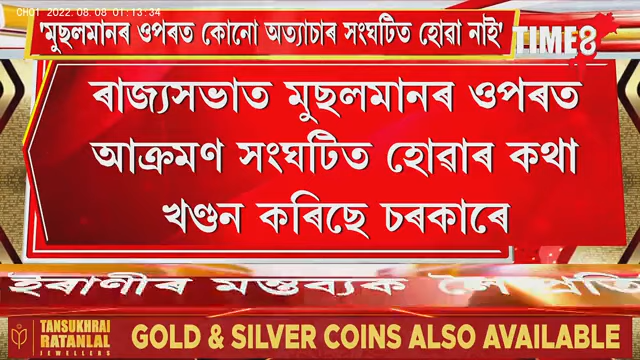 CH01 2022.08.08 01:13:34
'মুছলমানৰ ওপৰত কোনো অত্যাচাৰ সংঘটিত হোৱা নাই'
TIME8
ৰাজ্যসভাত মুছলমানৰ ওপৰত
আক্ৰমণ সংঘটিত হোৱাৰ কথা
খণ্ডন কৰিছে চৰকাৰে
ইৰাণীৰ মন্তব্যক লৈ প্ৰতি
TANSUKHRAI
RATANLAL
JEWELLERS
GOLD & SILVER COINS ALSO AVAILABLE